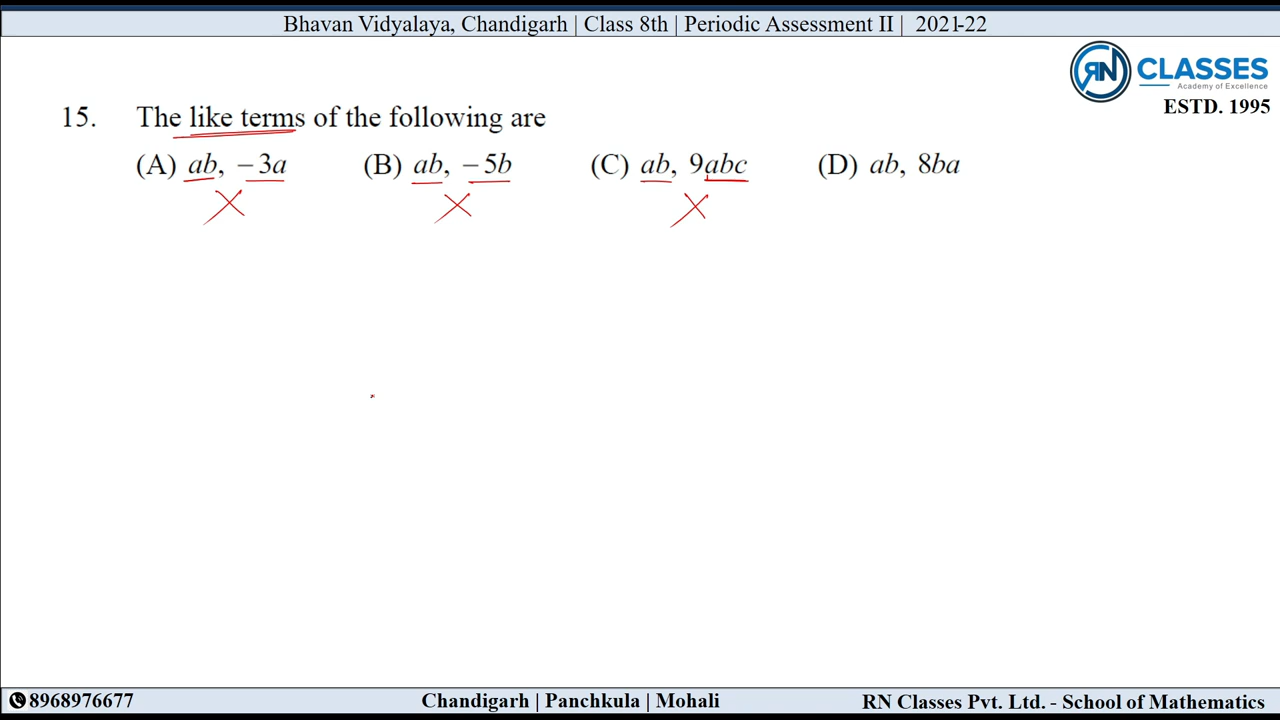 Bhavan Vidyalaya, Chandigarh | Class 8th | Periodic Assessment II | 2021-22
RN CLASSES
Academy of Excellence
ESTD. 1995
15. The like terms of the following are
(A) ab, −3a (B) ab, −5b (C) ab, 9abc (D) ab, 8ba
8968976677 Chandigarh | Panchkula | Mohali RN Classes Pvt. Ltd. - School of Mathematics